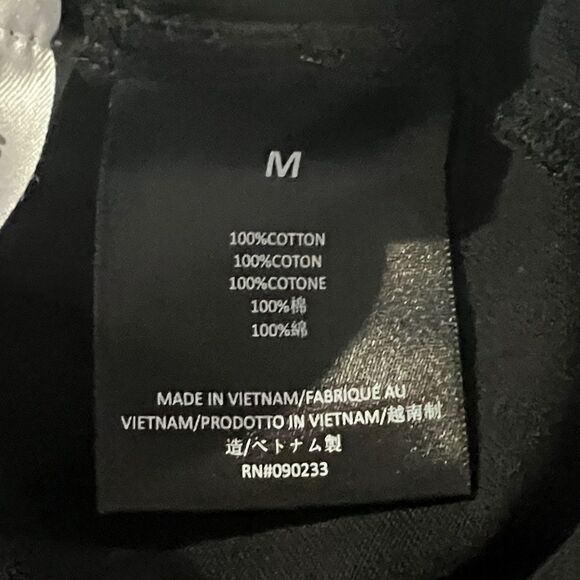 M
100%COTTON
100%COTON
100%COTONE
100%棉
100%綿
MADE IN VIETNAM/FABRIQUÉ AU
VIETNAM/PRODOTTO IN VIETNAM/越南制
造/ベトナム製
RN#090233